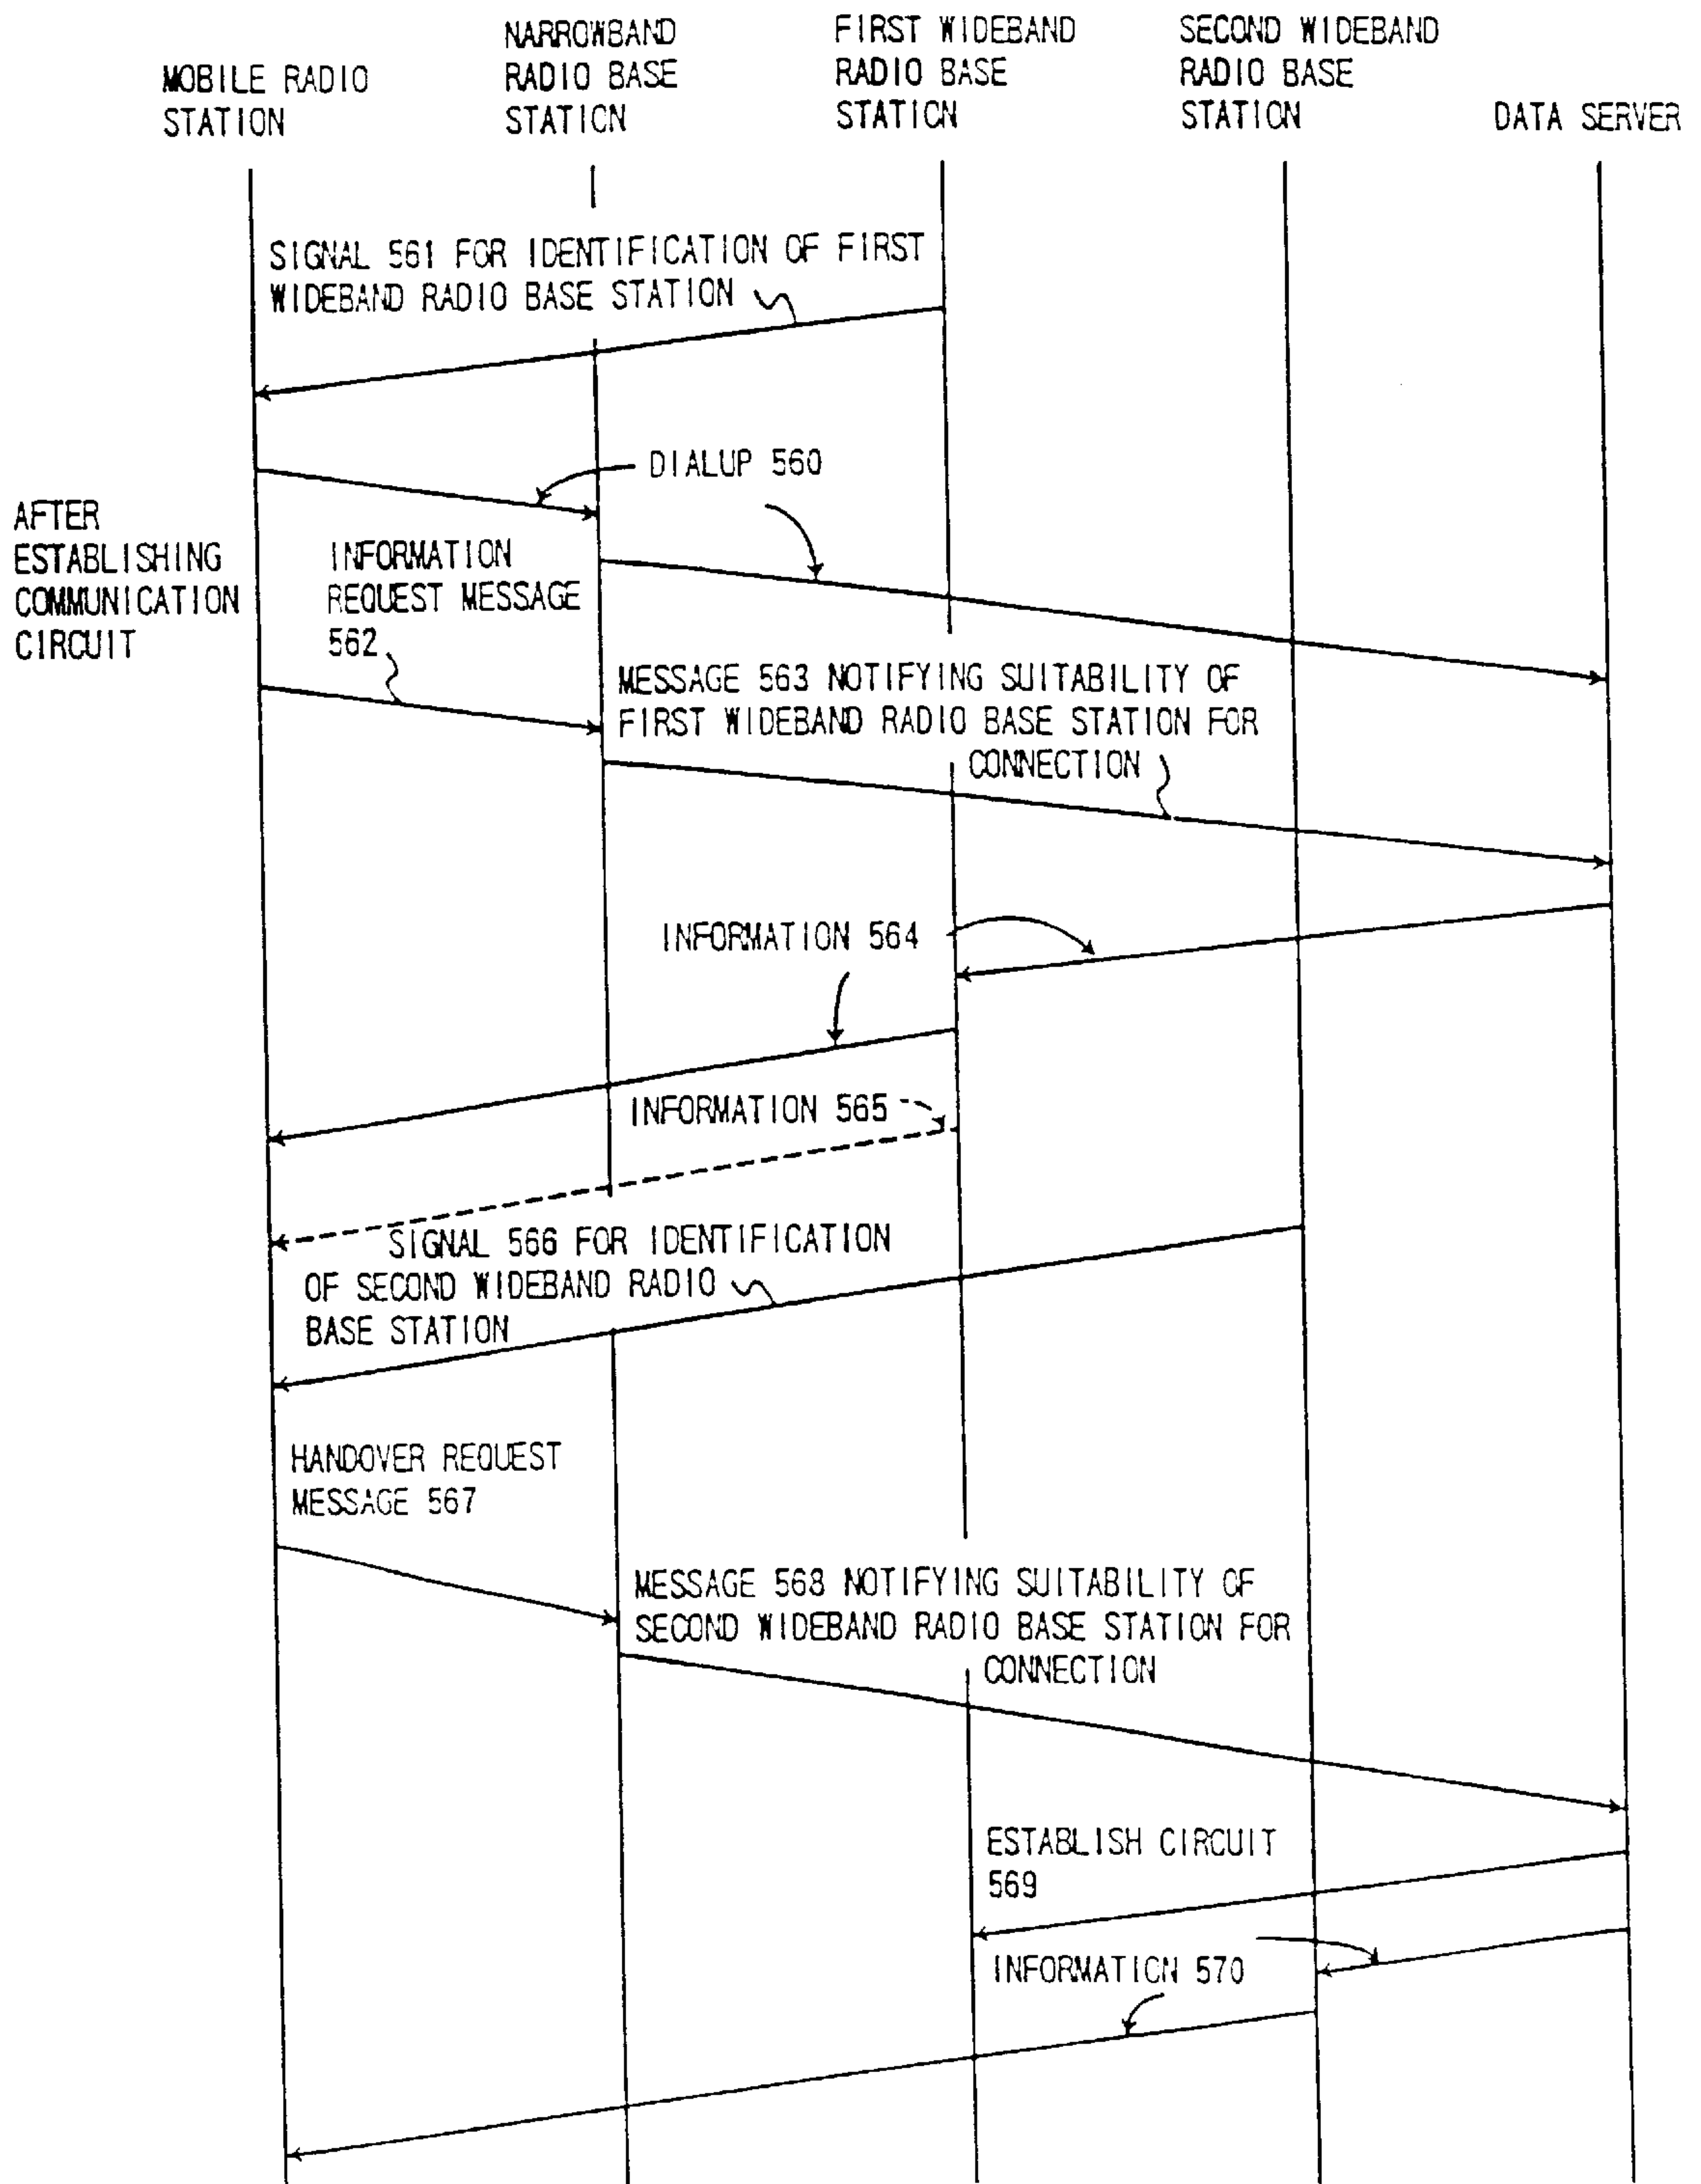 MOBILE RADIO
STATION
NARROWBAND
RADIO BASE
STATION
FIRST WIDEBAND
RADIO BASE
STATION
SECOND WIDEBAND
RADIO BASE
STATION
DATA SERVER
SIGNAL 561 FOR IDENTIFICATION OF FIRST
WIDEBAND RADIO BASE STATION
DIALUP 560
AFTER
ESTABLISHING
COMMUNICATION
CIRCUIT
INFORMATION
REQUEST MESSAGE
562
MESSAGE 563 NOTIFYING SUITABILITY OF
FIRST WIDEBAND RADIO BASE STATION FOR
CONNECTION
INFORMATION 564
INFORMATION 565
SIGNAL 566 FOR IDENTIFICATION
OF SECOND WIDEBAND RADIO
BASE STATION
HANDOVER REQUEST
MESSAGE 567
MESSAGE 568 NOTIFYING SUITABILITY OF
SECOND WIDEBAND RADIO BASE STATION FOR
CONNECTION
ESTABLISH CIRCUIT
569
INFORMATION 570